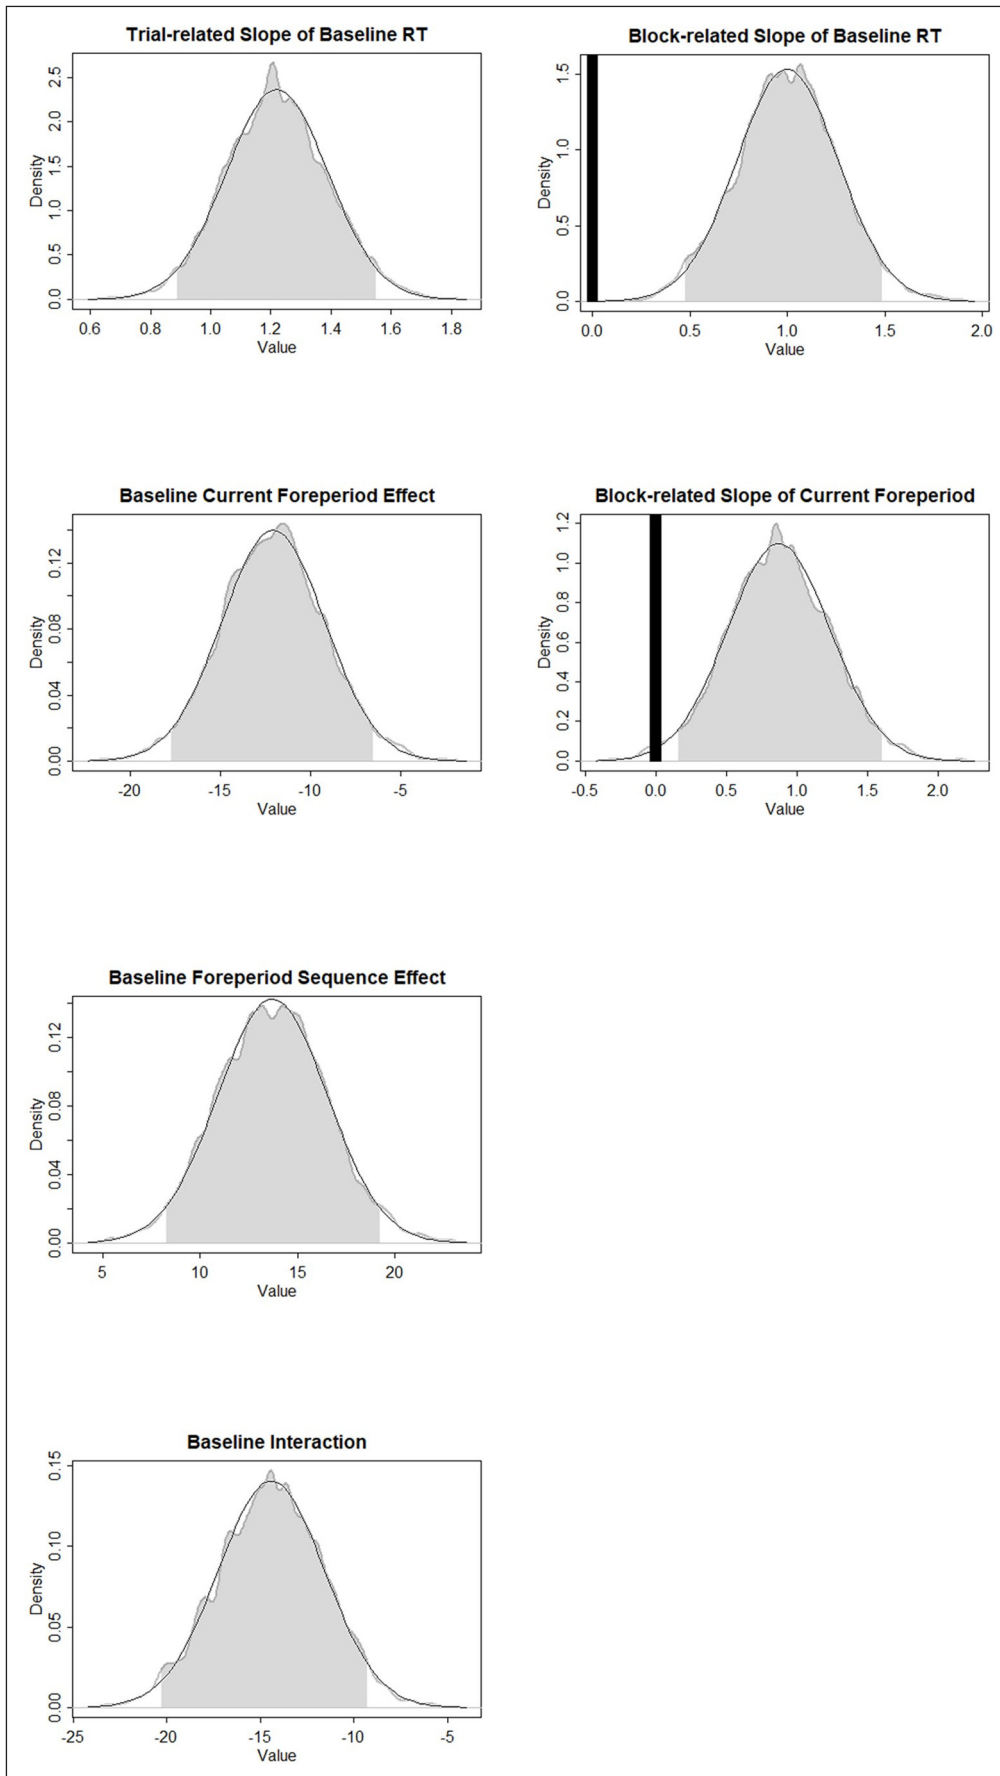 Trial-related Slope of Baseline RT
Density
0.0 0.5 1.0 1.5 2.0 2.5
0.6 0.8 1.0 1.2 1.4 1.6 1.8
Value
Block-related Slope of Baseline RT
Density
0.0 0.5 1.0 1.5
0.0 0.5 1.0 1.5 2.0
Value
Baseline Current Foreperiod Effect
Density
0.00 0.04 0.08 0.12
-20 -15 -10 -5
Value
Block-related Slope of Current Foreperiod
Density
0.0 0.2 0.4 0.6 0.8 1.0 1.2
-0.5 0.0 0.5 1.0 1.5 2.0
Value
Baseline Foreperiod Sequence Effect
Density
0.00 0.04 0.08 0.12
5 10 15 20
Value
Baseline Interaction
Density
0.00 0.05 0.10 0.15
-25 -20 -15 -10 -5
Value